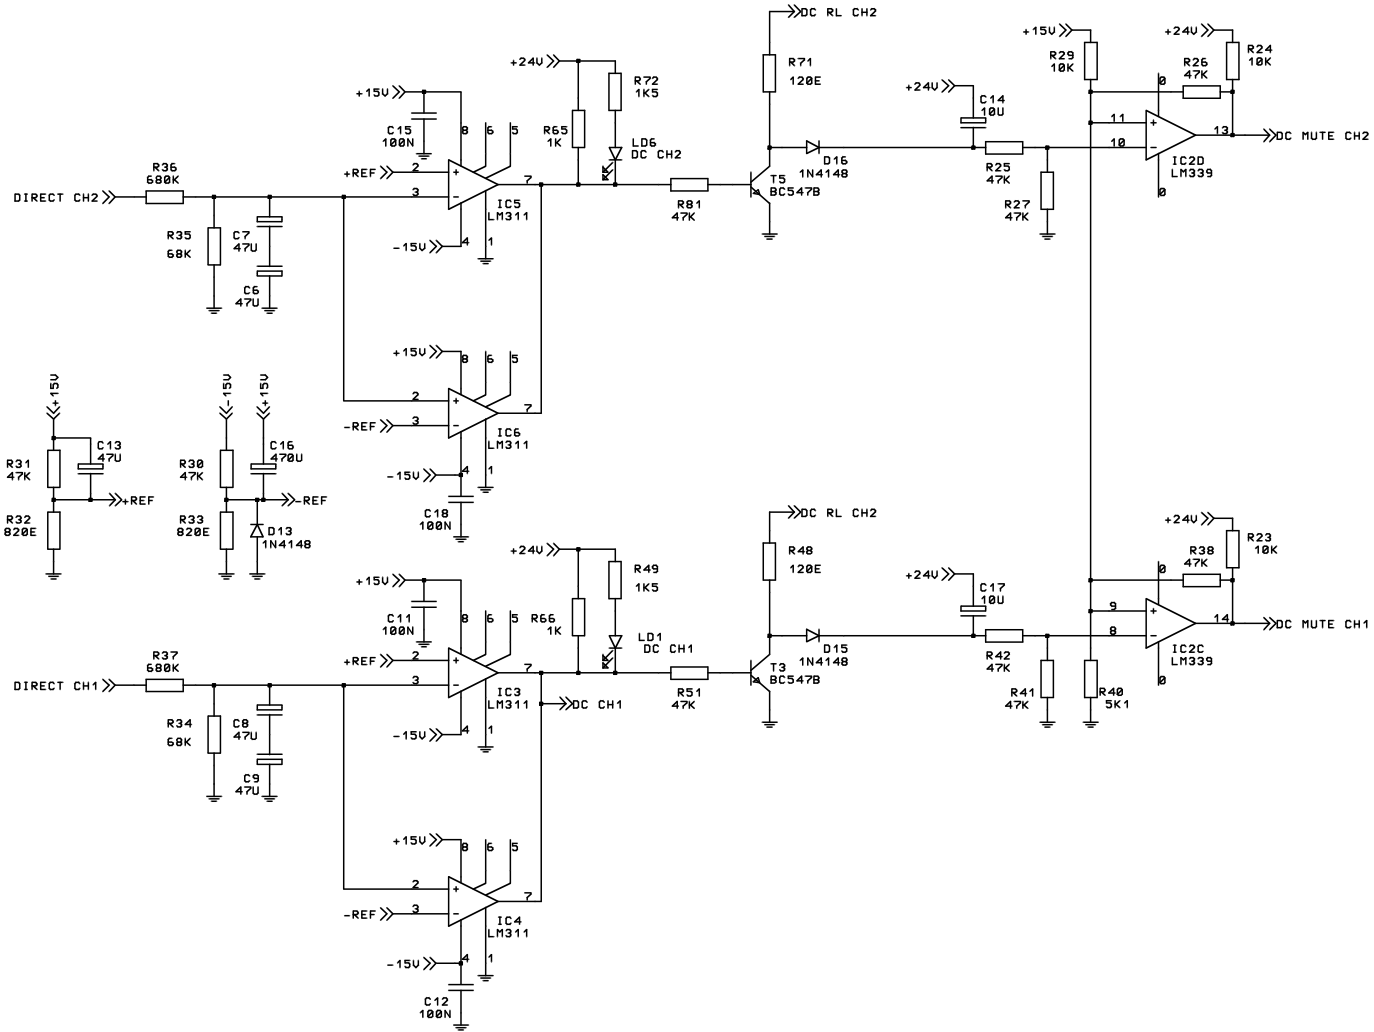 DC RL CH2
+15V
R29
10K
+24V
R24
10K
R26
47K
0
R71
120E
+24V
R72
1K5
R65
1K
+15V
C15
100N
8
6
5
LD6
DC CH2
+24V
C14
10U
11
10
+
-
13
DC MUTE CH2
IC2D
LM339
0
R36
680K
DIRECT CH2
+REF
2
3
+
-
7
IC5
LM311
R81
47K
T5
BC547B
D16
1N4148
R25
47K
R27
47K
R35
68K
C7
47U
C6
47U
-15V
4
1
+15V
8
6
5
2
3
+
-
7
-REF
IC6
LM311
-15V
4
1
C18
100N
+15V
-15V
+15V
R31
47K
C13
47U
+REF
R32
820E
R30
47K
C16
470U
-REF
R33
820E
D13
1N4148
DC RL CH2
R48
120E
+24V
R49
1K5
R66
1K
+15V
C11
100N
8
6
5
LD1
DC CH1
+24V
C17
10U
+24V
R23
10K
R38
47K
0
9
8
+
-
14
DC MUTE CH1
IC2C
LM339
0
R37
680K
DIRECT CH1
+REF
2
3
+
-
7
IC3
LM311
DC CH1
R51
47K
T3
BC547B
D15
1N4148
R42
47K
R41
47K
R40
5K1
R34
68K
C8
47U
C9
47U
-15V
4
1
+15V
8
6
5
2
3
+
-
7
-REF
IC4
LM311
-15V
4
1
C12
100N